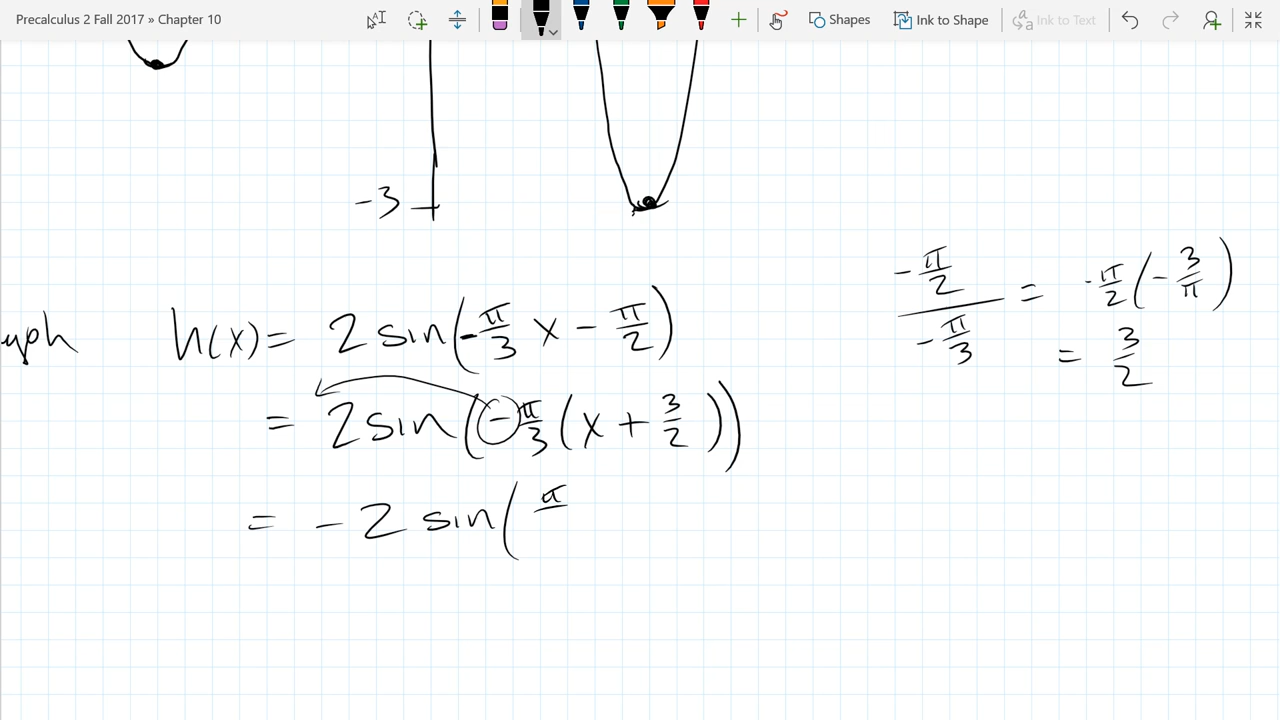 Precalculus 2 Fall 2017 » Chapter 10
Shapes
Ink to Shape
Ink to Text
-3
h(x) = 2 sin(-π/3 x - π/2)
= 2 sin(-π/3 (x + 3/2))
= -2 sin(π
(-π/2)/(-π/3) = -π/2(-3/π)
= 3/2